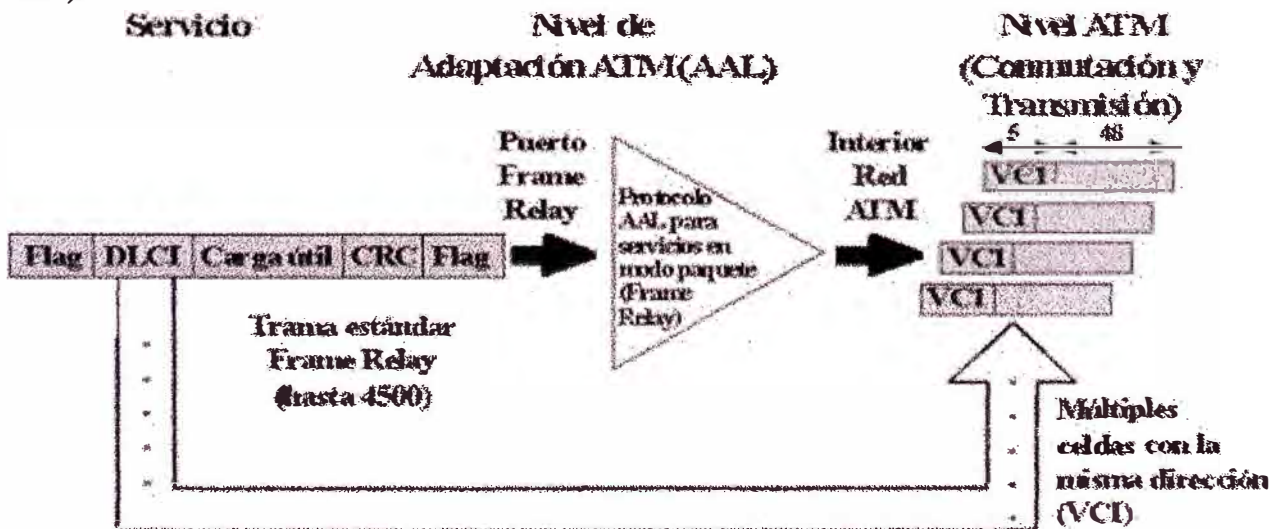 Servicio
Nivel de
Adaptación ATM(AAL)
Nivel ATM
(Conmutación y
Transmisión)
5 48
Puerto
Frame
Relay
Protocolo
AAL para
servicios en
modo paquete
(Frame
Relay)
Interior
Red
ATM
VCI
VCI
VCI
VCI
Flag DLCI Carga útil CRC Flag
Trama estándar
Frame Relay
(hasta 4500)
Múltiples
celdas con la
misma dirección
(VCI)